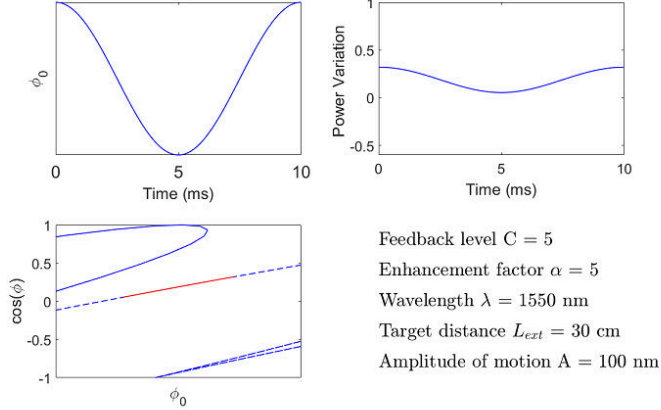 ϕ₀
0
5
10
Time (ms)
Power Variation
1
0.5
0
-0.5
0
5
10
Time (ms)
cos(ϕ)
1
0.5
0
-0.5
-1
ϕ₀
Feedback level C = 5
Enhancement factor α = 5
Wavelength λ = 1550 nm
Target distance L_ext = 30 cm
Amplitude of motion A = 100 nm